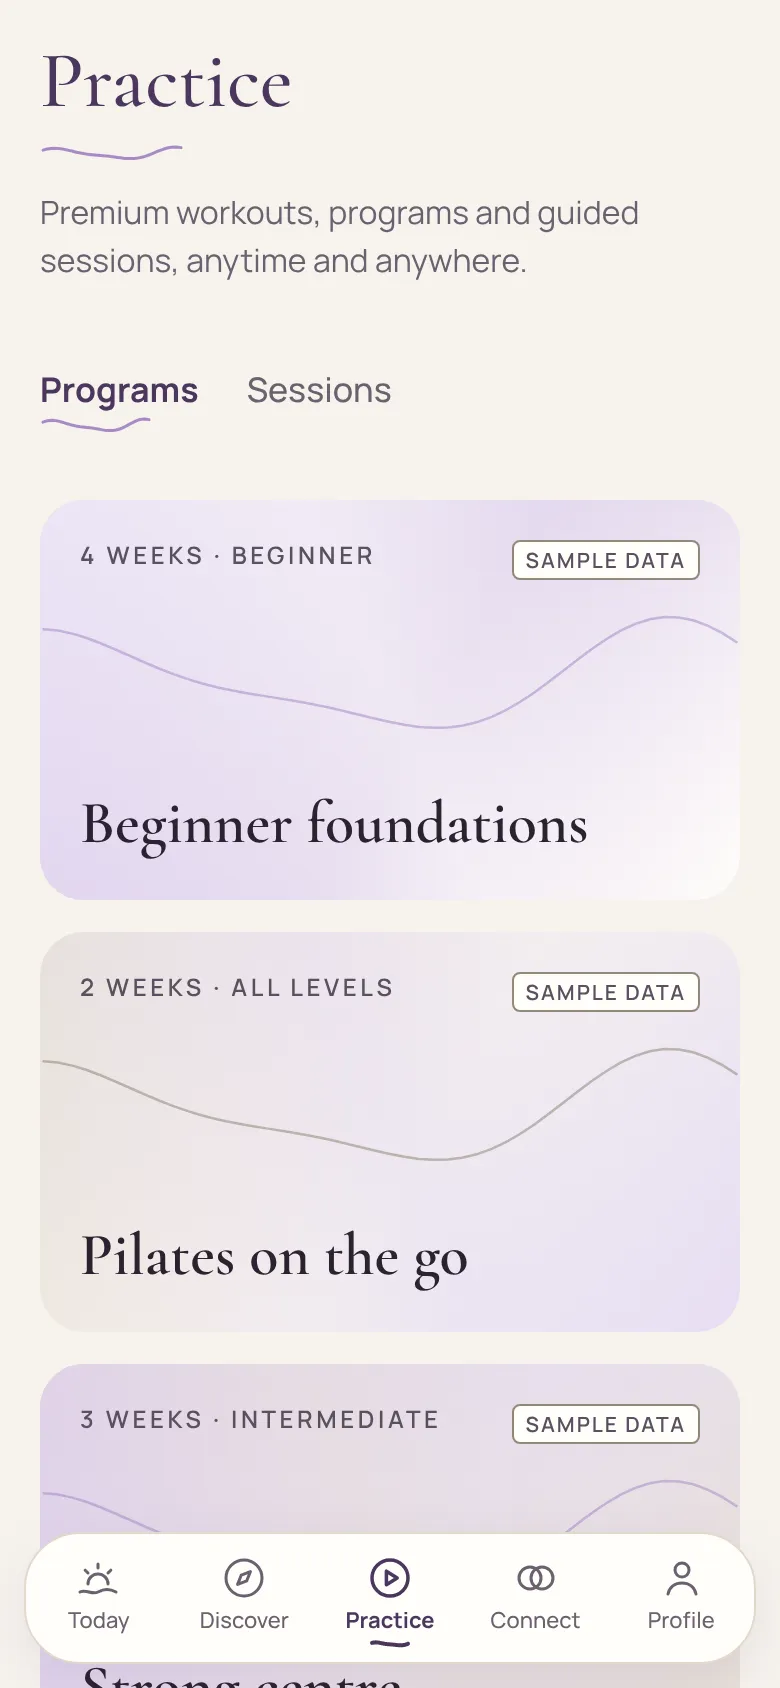 Practice
Premium workouts, programs and guided
sessions, anytime and anywhere.
Programs
Sessions
4 WEEKS · BEGINNER
SAMPLE DATA
Beginner foundations
2 WEEKS · ALL LEVELS
SAMPLE DATA
Pilates on the go
3 WEEKS · INTERMEDIATE
SAMPLE DATA
Today
Discover
Practice
Connect
Profile
Strong centre